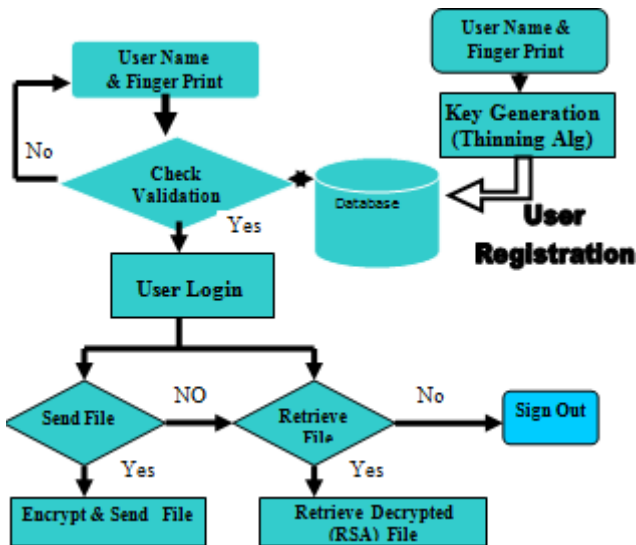 User Name
& Finger Print
User Name &
Finger Print
Key Generation
(Thinning Alg)
No
Check
Validation
Database
User
Registration
Yes
User Login
Send File
NO
Retrieve
File
No
Sign Out
Yes
Yes
Encrypt & Send File
Retrieve Decrypted
(RSA) File